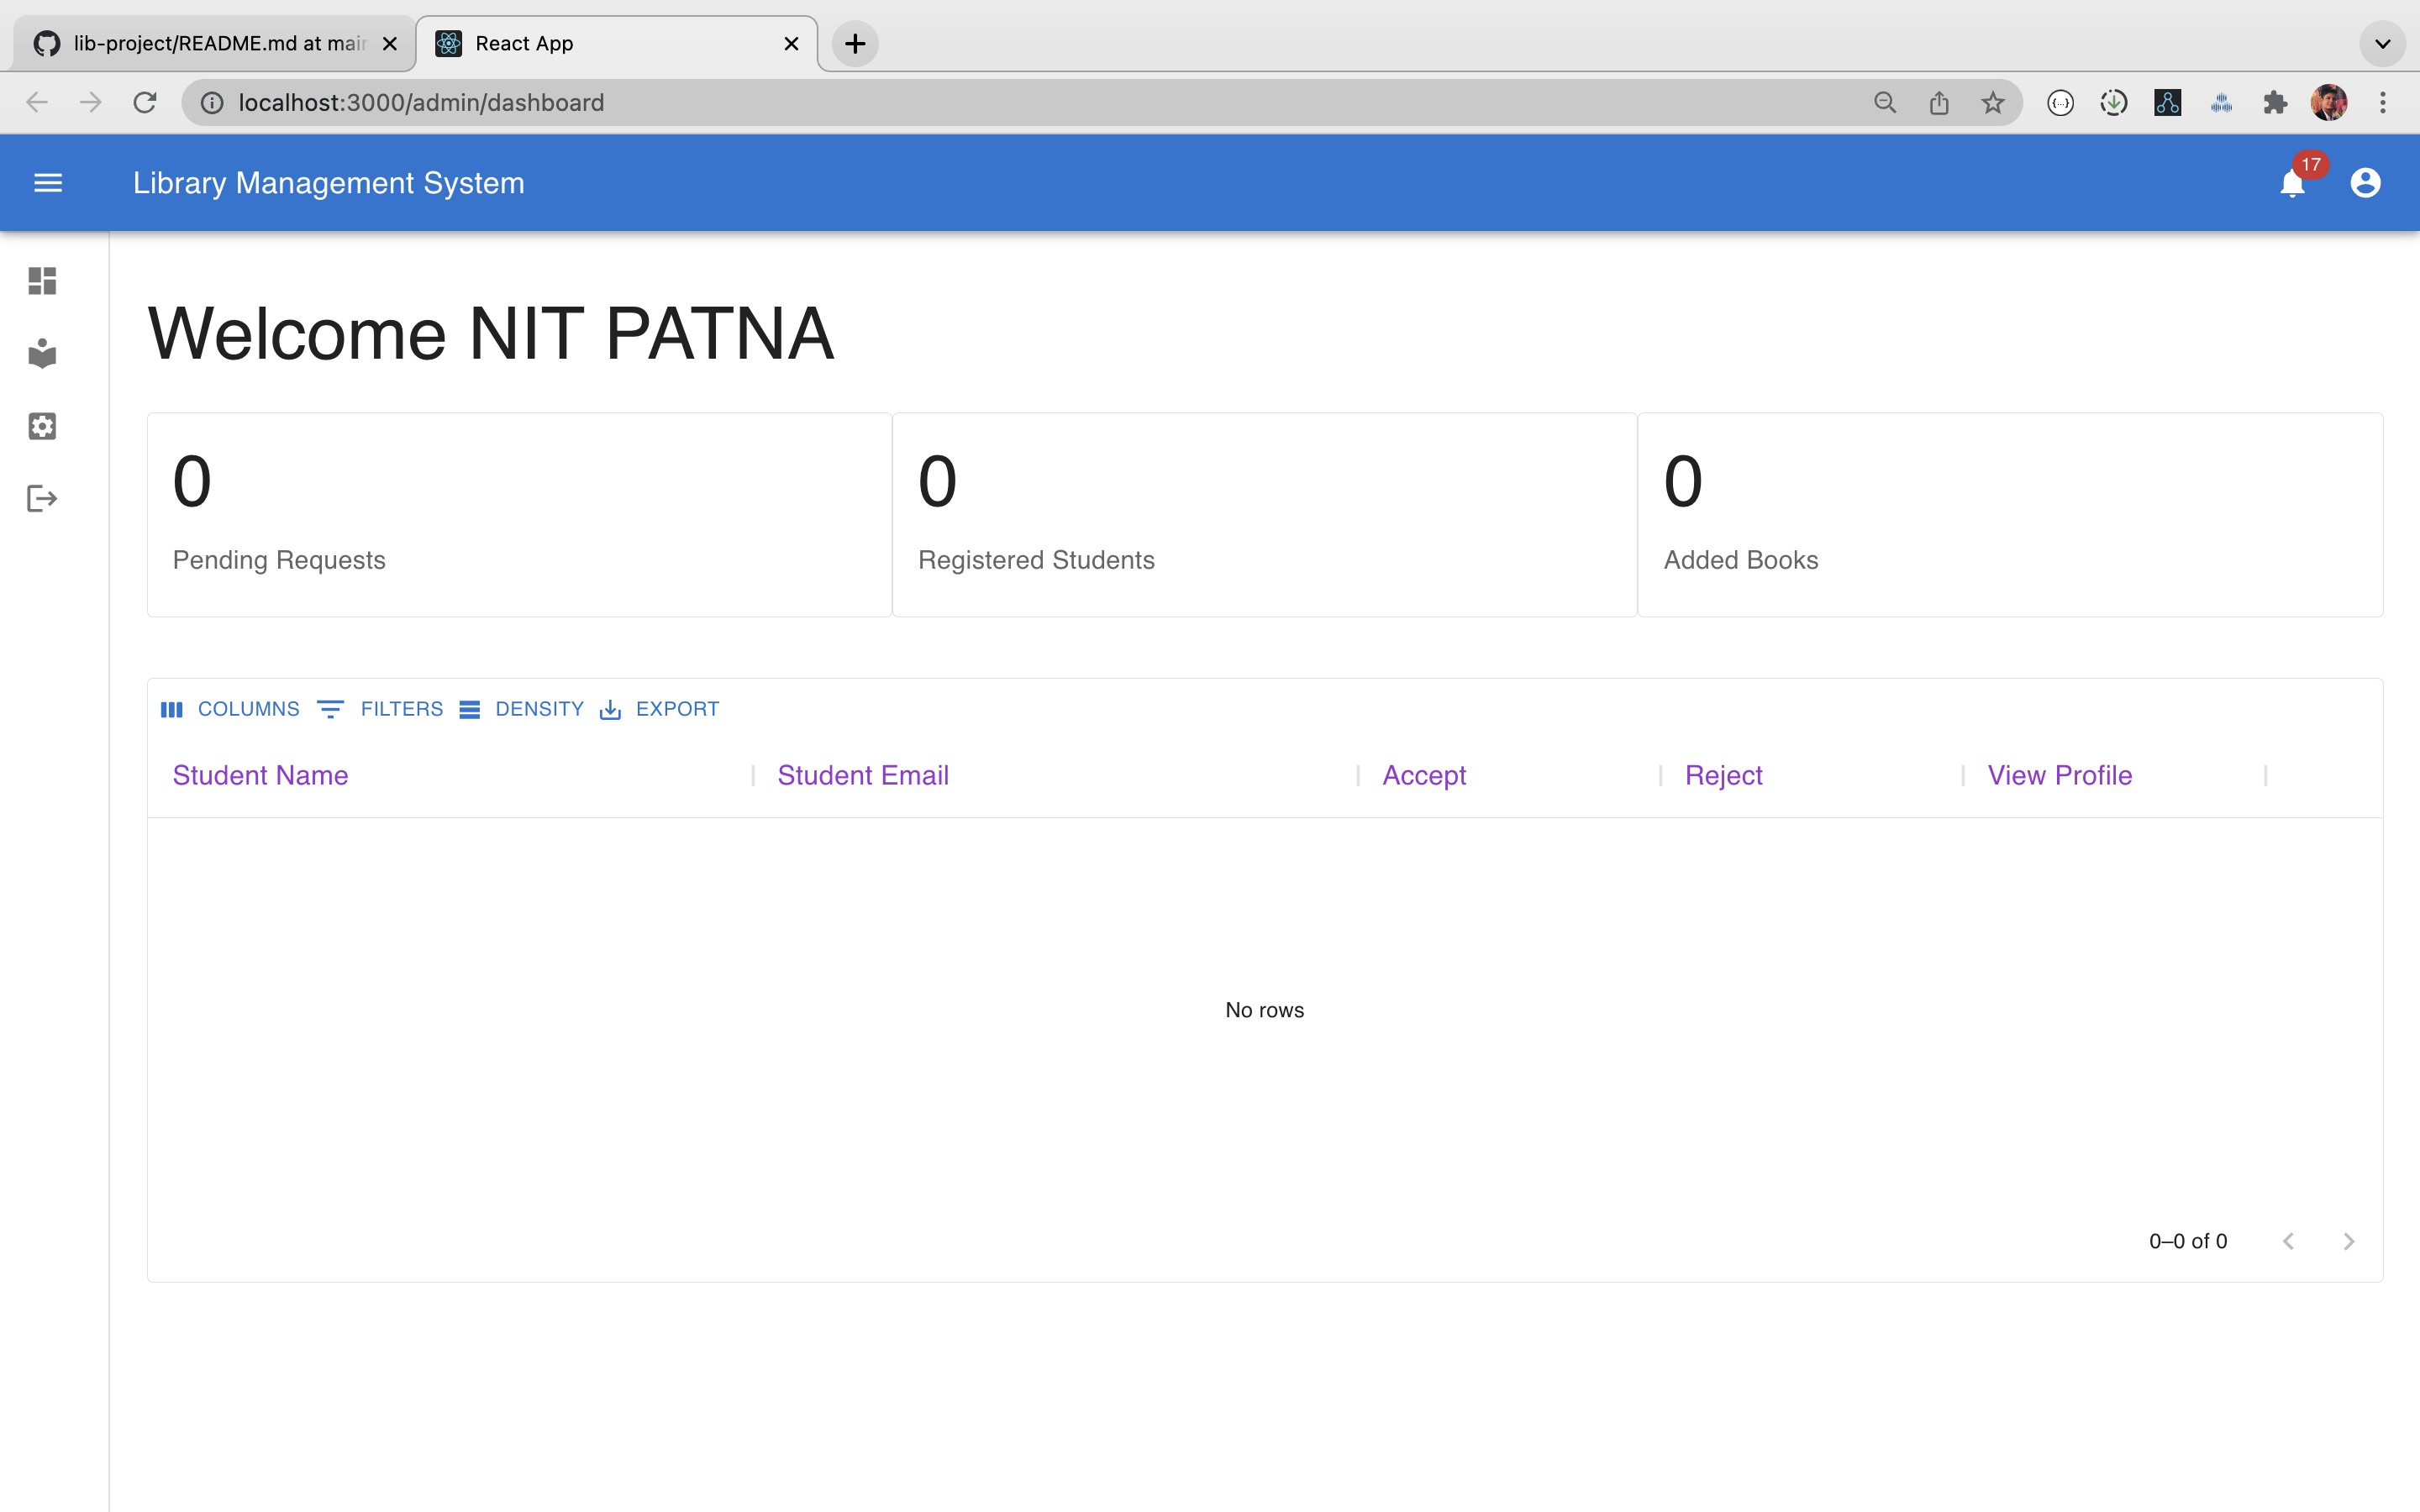 lib-project/README.md at main
React App
localhost:3000/admin/dashboard
Library Management System
17
Welcome NIT PATNA
0
Pending Requests
0
Registered Students
0
Added Books
COLUMNS FILTERS DENSITY EXPORT
Student Name Student Email Accept Reject View Profile
No rows
0–0 of 0